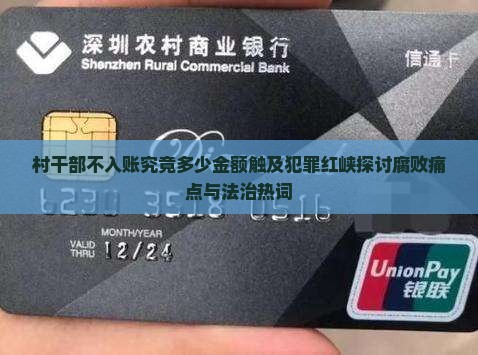 深圳农村商业银行
Shenzhen Rural Commercial Bank
信通卡
村干部不入账究竟多少金额触及犯罪红峡探讨腐败痛
点与法治热词
MONTH/YEAR
VALID
THRU 12/24
UnionPay
银联